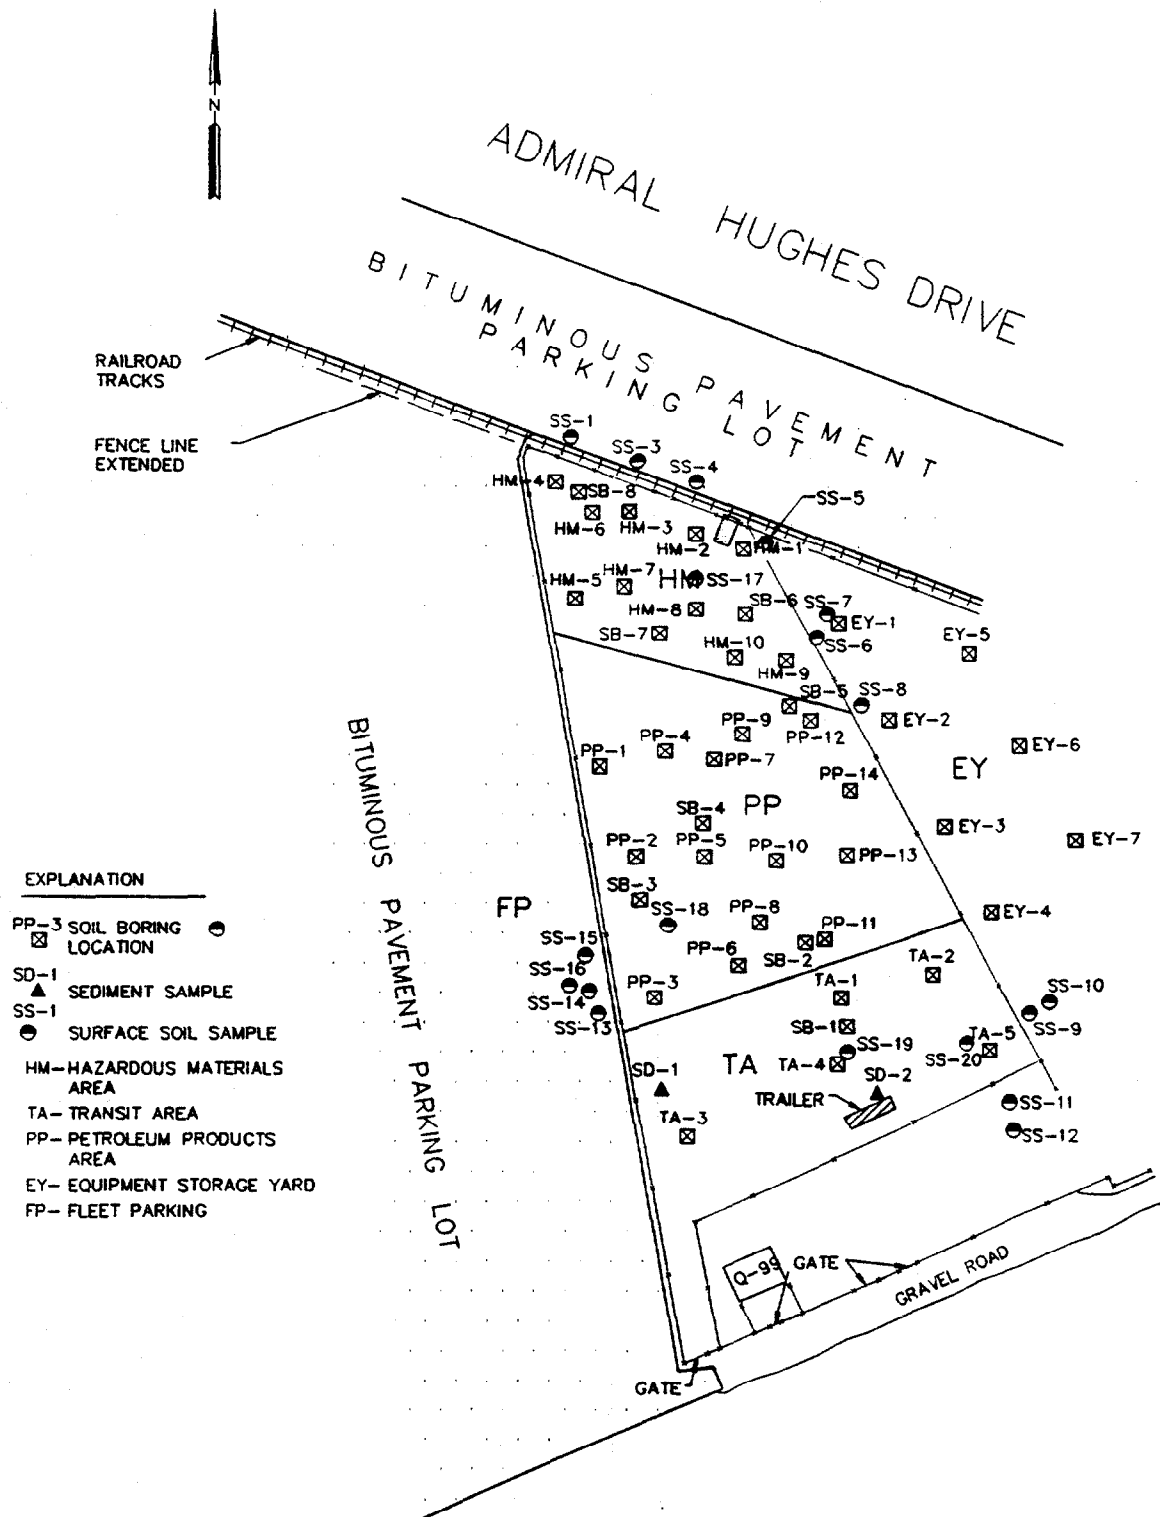 N
ADMIRAL HUGHES DRIVE
BITUMINOUS PAVEMENT
PARKING LOT
RAILROAD
TRACKS
FENCE LINE
EXTENDED
SS-1
SS-3
SS-4
SS-5
HM-4
SB-8
HM-6
HM-3
HM-2
HM-1
HM-7
HM
SS-17
HM-5
HM-8
SB-6
SS-7
EY-1
SB-7
HM-10
SS-6
EY-5
HM-9
SB-5
SS-8
PP-9
PP-12
EY-2
PP-4
PP-1
PP-7
EY-6
PP-14
EY
SB-4
PP
PP-2
PP-5
PP-10
PP-13
EY-3
EY-7
SB-3
SS-18
PP-8
PP-11
EY-4
FP
SS-15
PP-6
SB-2
SS-16
PP-3
TA-1
TA-2
SS-14
SS-13
SB-1
SS-10
SS-9
SS-19
SS-20
TA-5
TA
TA-4
SD-1
SD-2
TRAILER
SS-11
TA-3
SS-12
BITUMINOUS PAVEMENT PARKING LOT
Q-99
GATE
GRAVEL ROAD
GATE
EXPLANATION
PP-3
SOIL BORING
LOCATION
SD-1
SEDIMENT SAMPLE
SS-1
SURFACE SOIL SAMPLE
HM-HAZARDOUS MATERIALS
AREA
TA- TRANSIT AREA
PP- PETROLEUM PRODUCTS
AREA
EY- EQUIPMENT STORAGE YARD
FP- FLEET PARKING